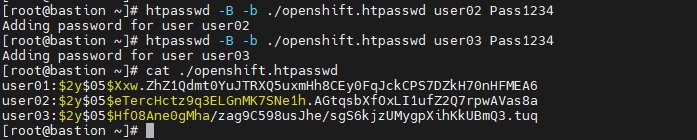 [root@bastion ~]# htpasswd -B -b ./openshift.htpasswd user02 Pass1234
Adding password for user user02
[root@bastion ~]# htpasswd -B -b ./openshift.htpasswd user03 Pass1234
Adding password for user user03
[root@bastion ~]# cat ./openshift.htpasswd
user01:$2y$05$Xxw.ZhZ1Qdmt0YuJTRXQ5uxmHh8CEy0FqJckCPS7DZkH70nHFMEA6
user02:$2y$05$eTercHctz9q3ELGnMK7SNe1h.AGtqsbXfOxLI1ufZ2Q7rpwAVas8a
user03:$2y$05$HfO8Ane0gMha/zag9C598usJhe/sgS6kjzUMygpXihKkUBmQ3.tuq
[root@bastion ~]#